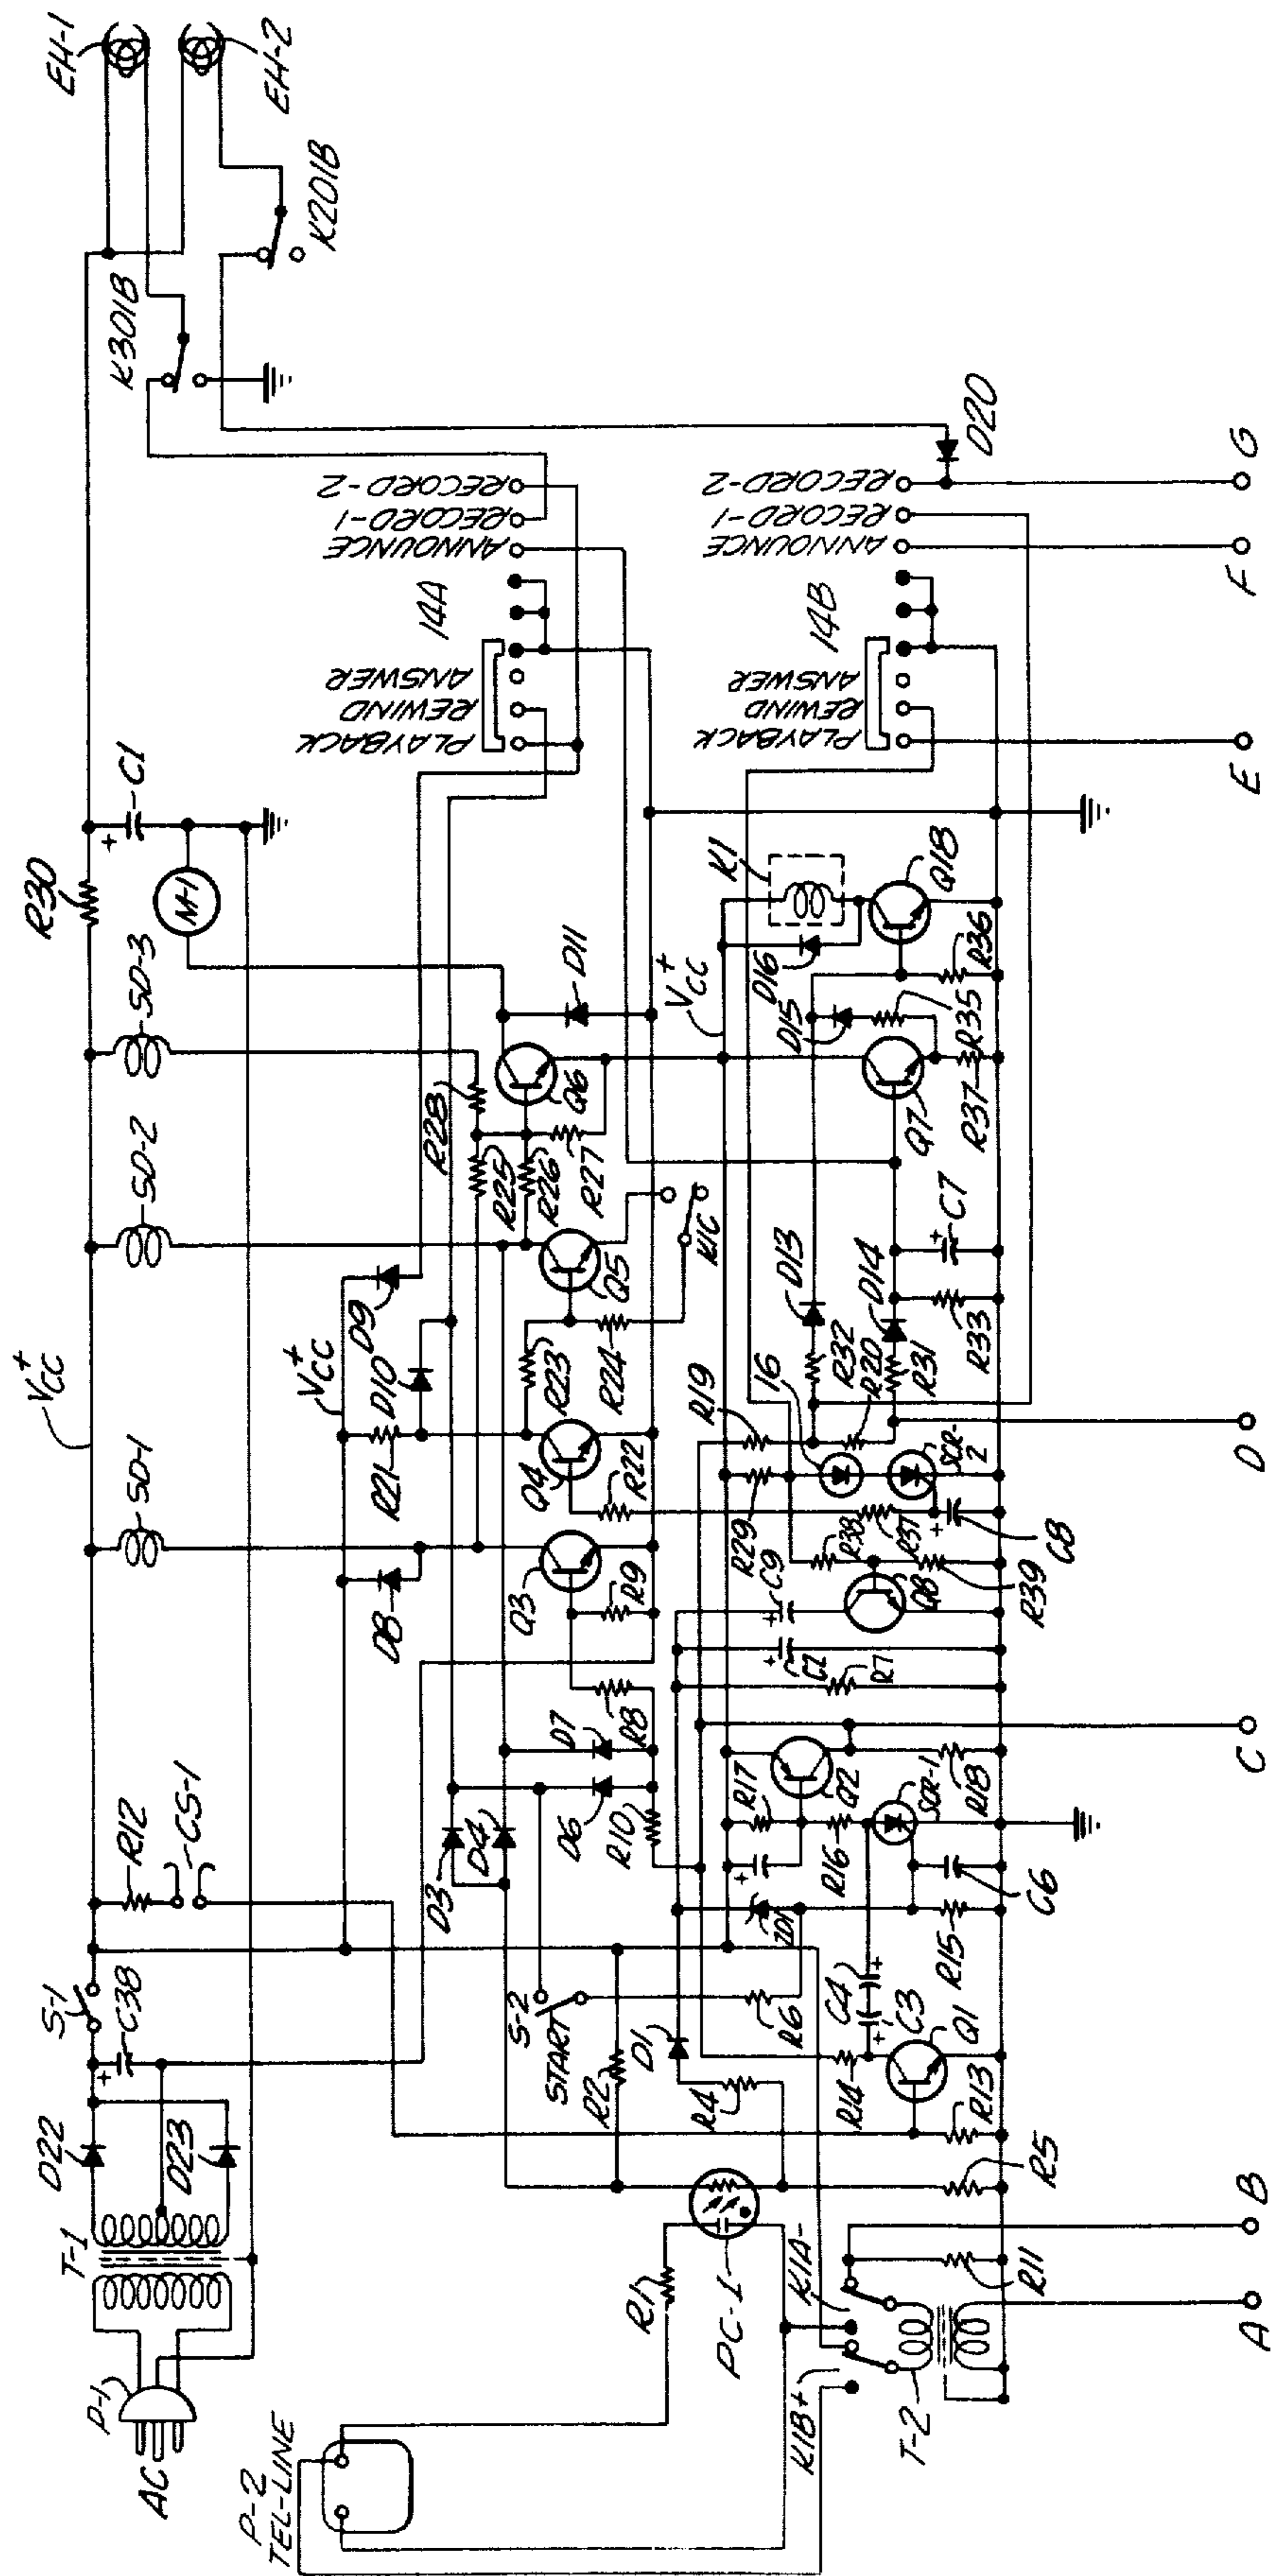 P-1
AC
T-1
D22
D23
S-1
C38
R12
CS-1
SD-1
Vcc+
SD-2
SD-3
R30
M-1
C1
EH-1
EH-2
K301B
K201B
P-2
TEL-LINE
R1
PC-1
S-2
START
R2
D3
D4
D6
D7
R10
R8
R9
D8
Q3
R21
D10
Vcc+
D9
Q4
R22
R23
R24
Q5
K1C
R25
R26
R27
R28
Q6
D11
PLAYBACK
REWIND
ANSWER
14A
ANNOUNCE
RECORD-1
RECORD-2
K1B+
K1A-
T-2
R11
R5
R4
D1
R6
R14
C3
C4
Q1
R13
R15
C6
ZD1
R16
R17
SCR-1
Q2
R18
R7
C2
C9
Q8
R38
R39
R29
R37
C8
R19
16
SCR-2
R20
R32
R31
D13
D14
R33
C7
Q7
R37
R35
D15
D16
Vcc+
K1
Q18
R36
PLAYBACK
REWIND
ANSWER
14B
ANNOUNCE
RECORD-1
RECORD-2
D20
A
B
C
D
E
F
G